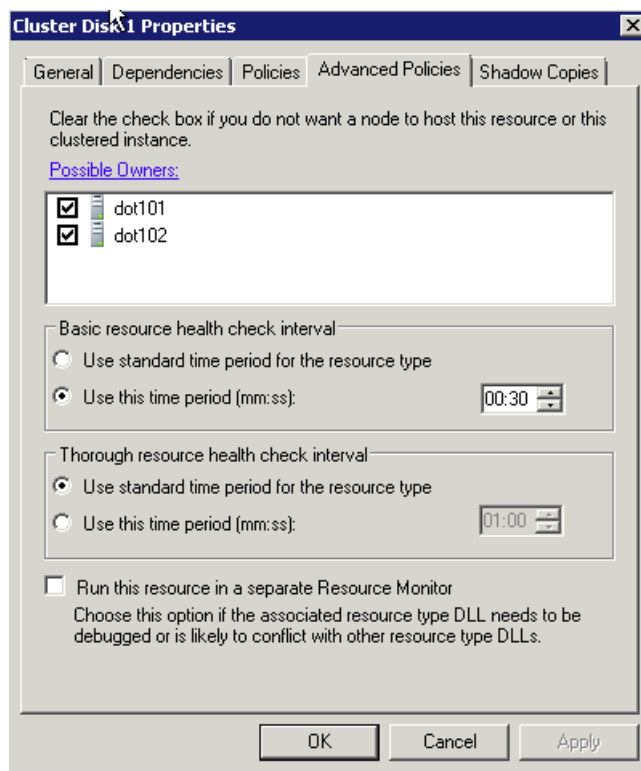 Cluster Disk 1 Properties
General Dependencies Policies Advanced Policies Shadow Copies
Clear the check box if you do not want a node to host this resource or this
clustered instance.
Possible Owners:
dot101
dot102
Basic resource health check interval
Use standard time period for the resource type
Use this time period (mm:ss): 00:30
Thorough resource health check interval
Use standard time period for the resource type
Use this time period (mm:ss): 01:00
Run this resource in a separate Resource Monitor
Choose this option if the associated resource type DLL needs to be
debugged or is likely to conflict with other resource type DLLs.
OK Cancel Apply